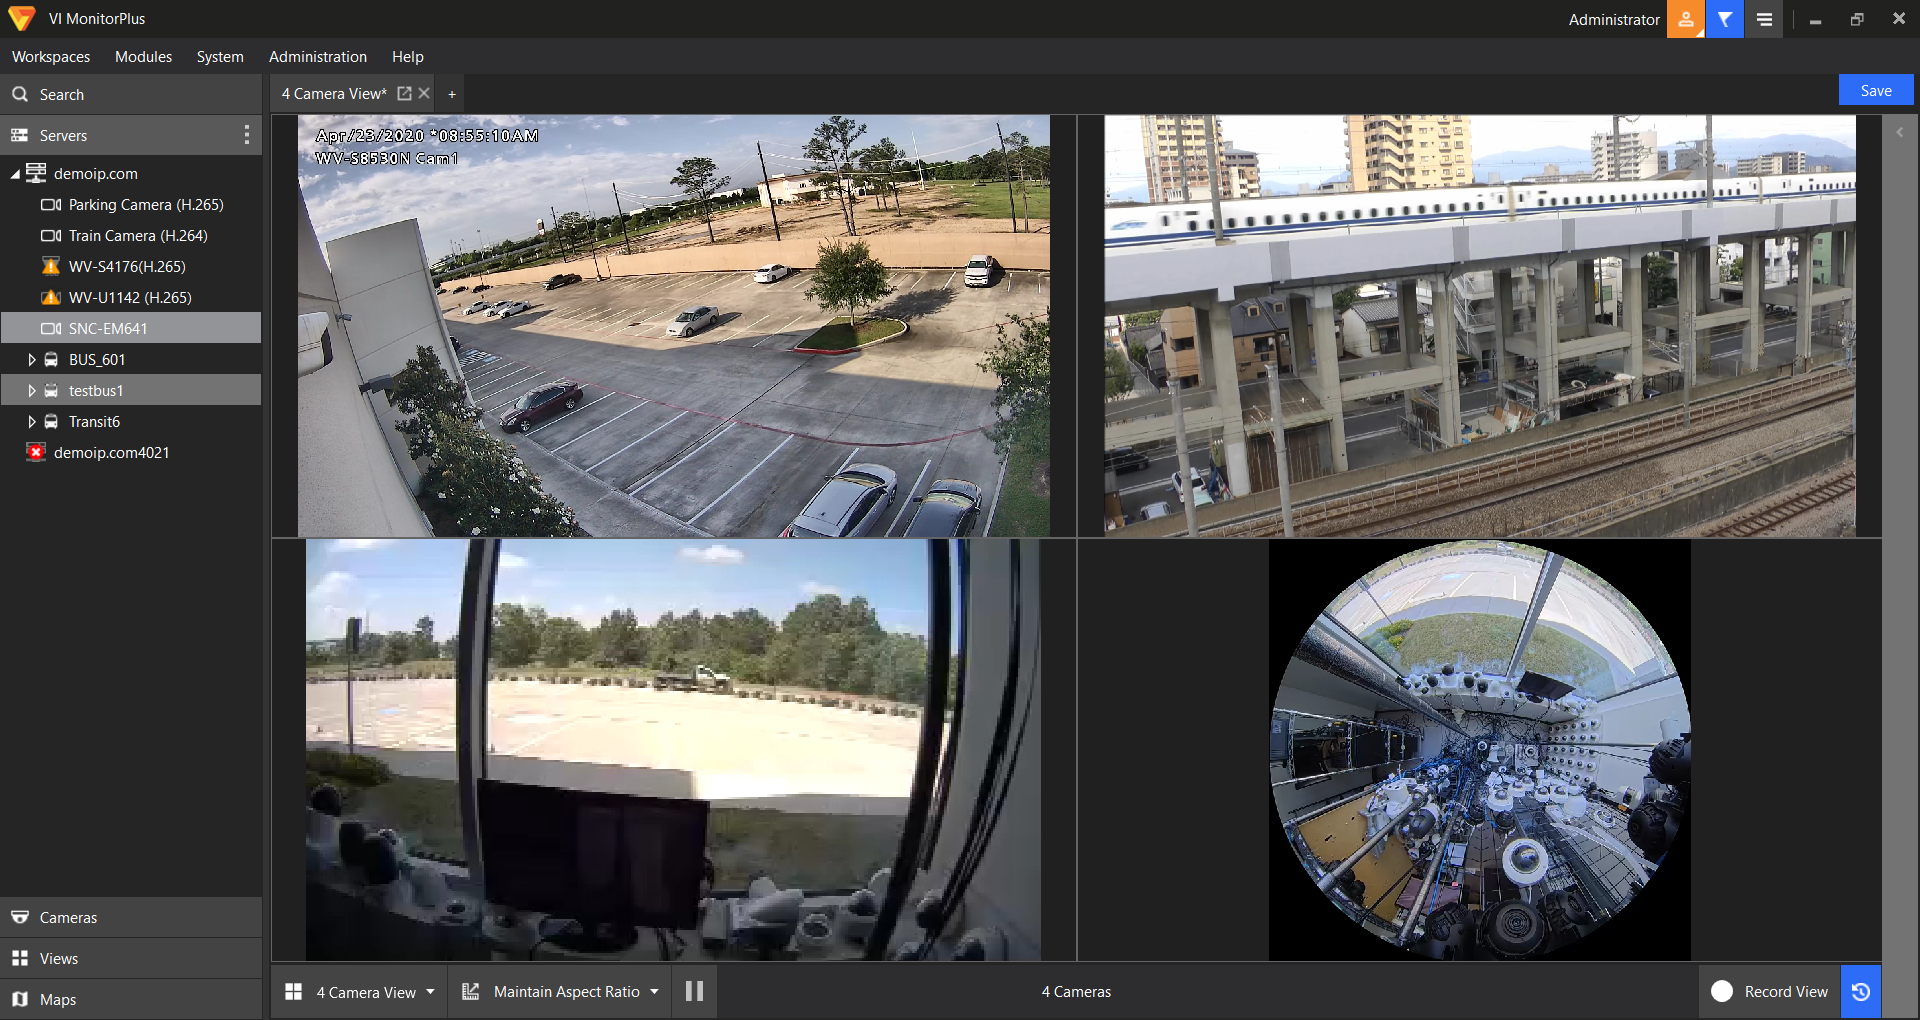 VI MonitorPlus
Administrator
Workspaces Modules System Administration Help
Search
4 Camera View* +
Save
Servers
demoip.com
Parking Camera (H.265)
Train Camera (H.264)
WV-S4176(H.265)
WV-U1142 (H.265)
SNC-EM641
BUS_601
testbus1
Transit6
demoip.com4021
Apr/23/2020 *08:55:10AM
WV-S8530N Cam1
Cameras
Views
Maps
4 Camera View
Maintain Aspect Ratio
4 Cameras
Record View